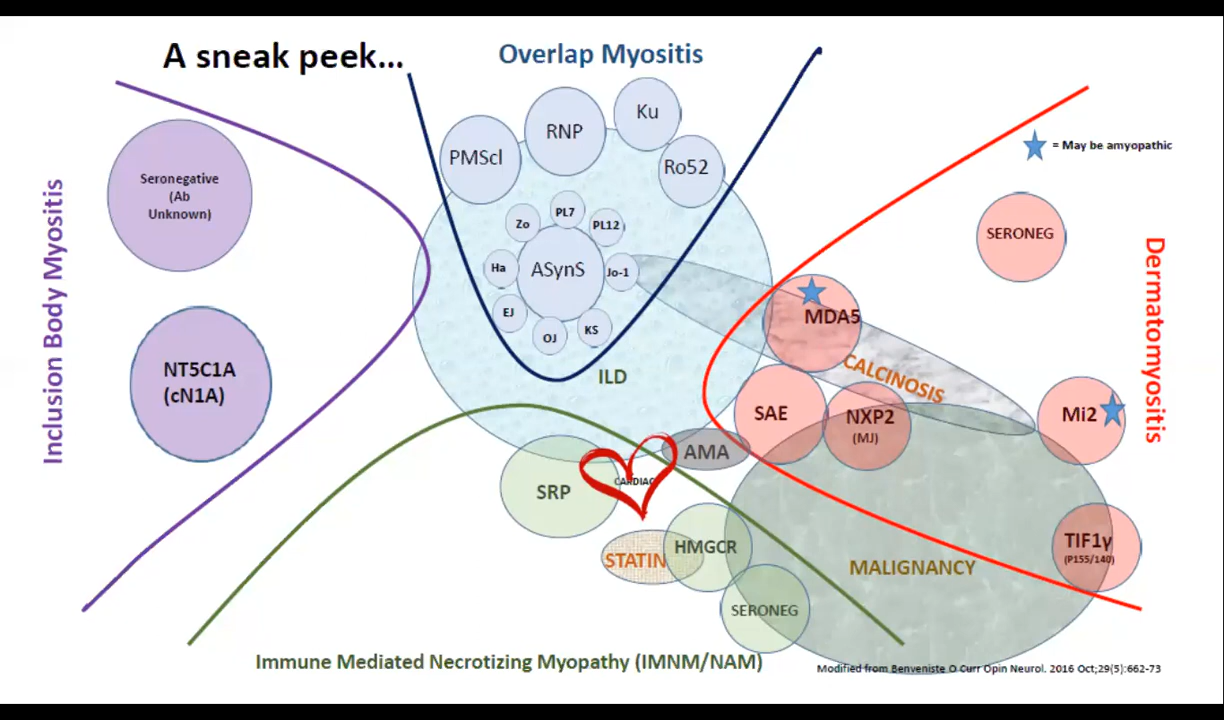 A sneak peek...
Overlap Myositis
Ku
RNP
PMScl
Ro52
= May be amyopathic
Seronegative
(Ab
Unknown)
Inclusion Body Myositis
PL7
Zo
PL12
SERONEG
Ha
ASynS
Jo-1
Dermatomyositis
EJ
MDA5
OJ
KS
ILD
CALCINOSIS
NT5C1A
(cN1A)
SAE
NXP2
(MJ)
Mi2
AMA
SRP
CARDIAC
STATIN
HMGCR
TIF1γ
(P155/140)
MALIGNANCY
SERONEG
Immune Mediated Necrotizing Myopathy (IMNM/NAM)
Modified from Benveniste O Curr Opin Neurol. 2016 Oct;29(5):662-73